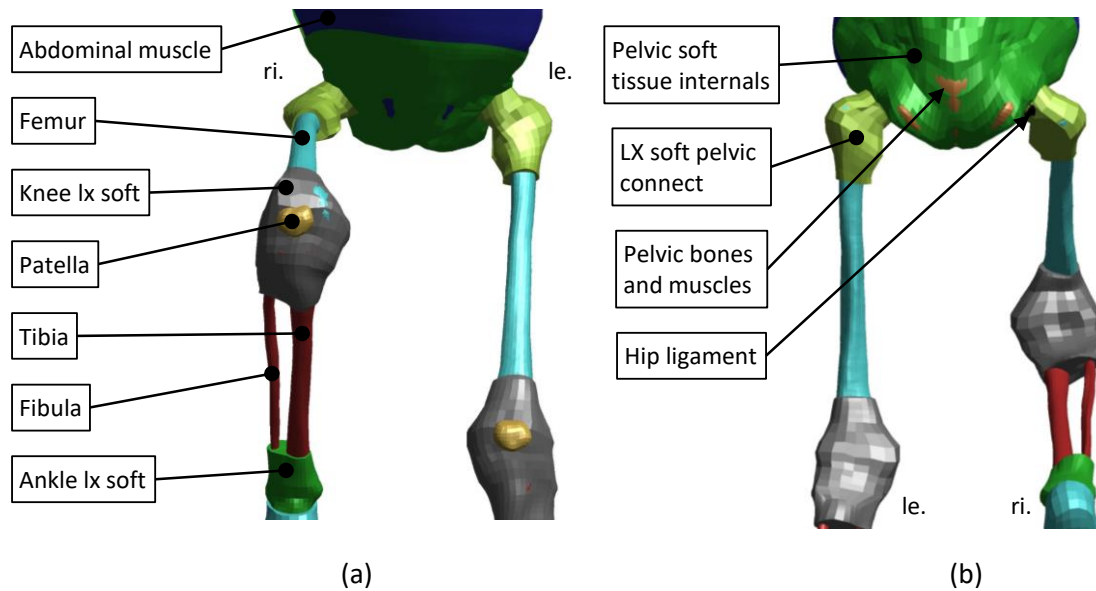 Abdominal muscle
ri.
le.
Femur
Knee lx soft
Patella
Tibia
Fibula
Ankle lx soft
(a)
Pelvic soft
tissue internals
LX soft pelvic
connect
Pelvic bones
and muscles
Hip ligament
le.
ri.
(b)